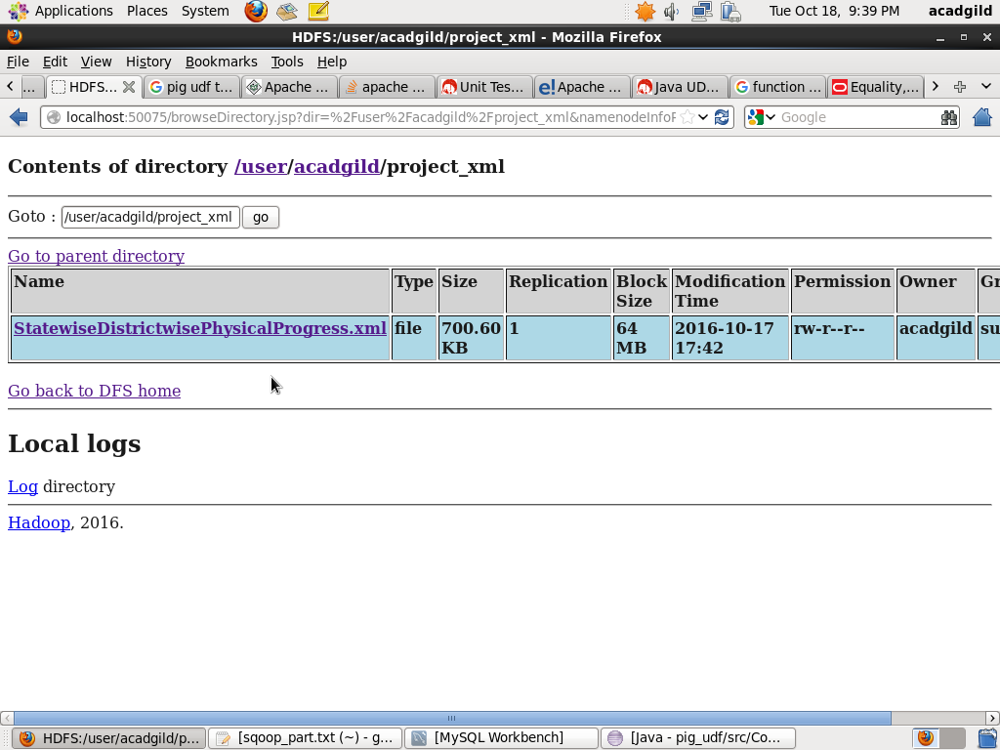 Applications Places System Tue Oct 18, 9:39 PM acadgild
HDFS:/user/acadgild/project_xml - Mozilla Firefox
File Edit View History Bookmarks Tools Help
... HDFS... pig udf t... Apache ... apache ... Unit Tes... Apache ... Java UD... function ... Equality,...
localhost:50075/browseDirectory.jsp?dir=%2Fuser%2Facadgild%2Fproject_xml&namenodeInfoP Google
Contents of directory /user/acadgild/project_xml
Goto : /user/acadgild/project_xml go
Go to parent directory
Name Type Size Replication Block Modification Permission Owner Gr
Size Time
StatewiseDistrictwisePhysicalProgress.xml file 700.60 1 64 2016-10-17 rw-r--r-- acadgild su
KB MB 17:42
Go back to DFS home
Local logs
Log directory
Hadoop, 2016.
HDFS:/user/acadgild/p... [sqoop_part.txt (~) - g... [MySQL Workbench] [Java - pig_udf/src/Co...